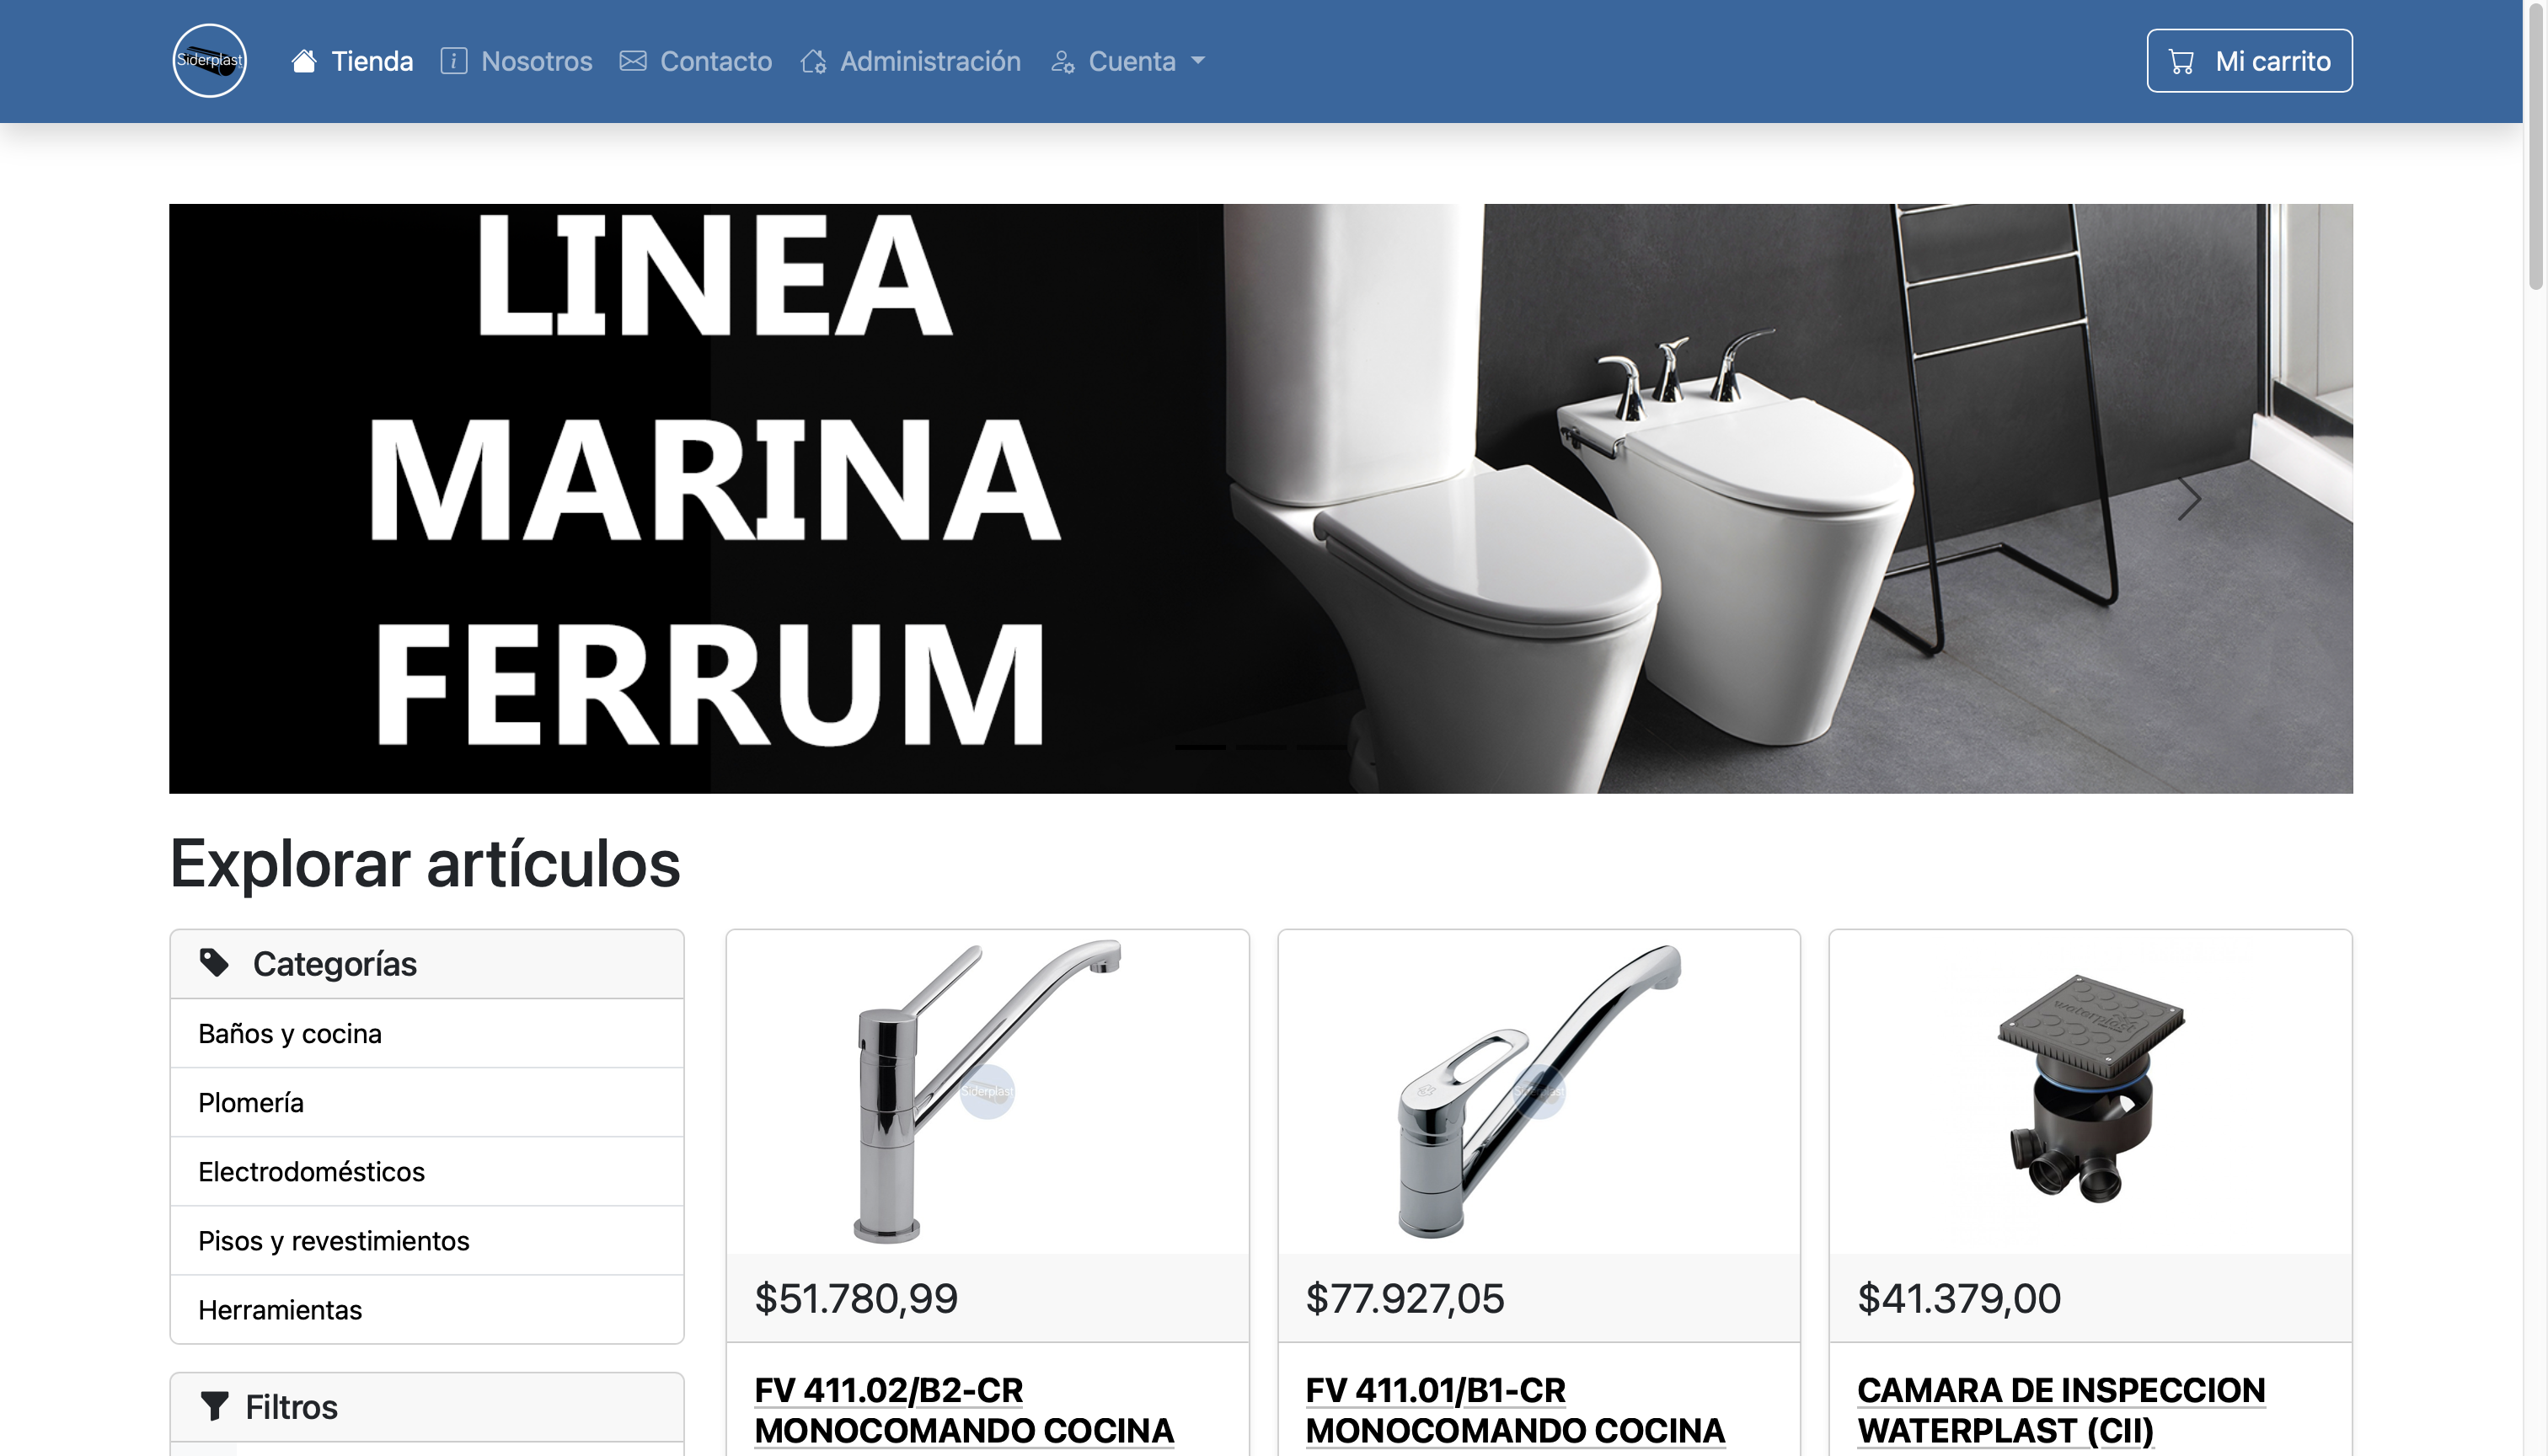 Siderplast
Tienda
Nosotros
Contacto
Administración
Cuenta
Mi carrito
LINEA
MARINA
FERRUM
Explorar artículos
Categorías
Baños y cocina
Plomería
Electrodomésticos
Pisos y revestimientos
Herramientas
Filtros
Siderplast
$51.780,99
FV 411.02/B2-CR
MONOCOMANDO COCINA
Siderplast
$77.927,05
FV 411.01/B1-CR
MONOCOMANDO COCINA
waterplast
$41.379,00
CAMARA DE INSPECCION
WATERPLAST (CII)